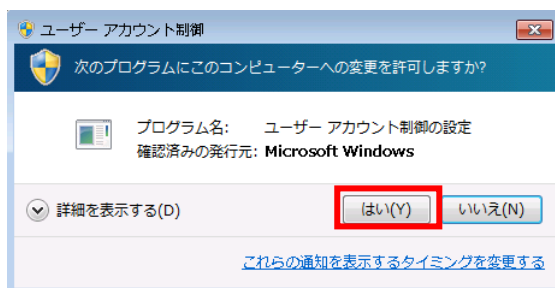 ユーザー アカウント制御
次のプログラムにこのコンピューターへの変更を許可しますか?
プログラム名: ユーザー アカウント制御の設定
確認済みの発行元: Microsoft Windows
詳細を表示する(D) はい(Y) いいえ(N)
これらの通知を表示するタイミングを変更する